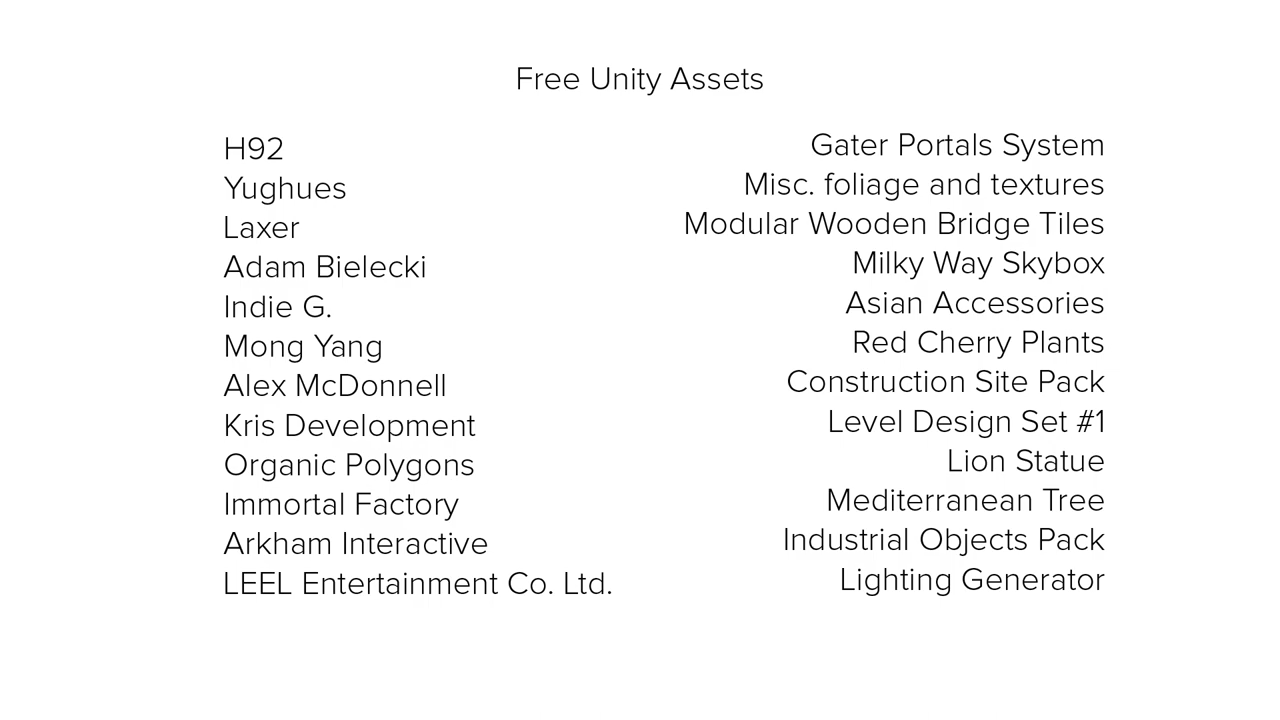 Free Unity Assets
H92 Gater Portals System
Yughues Misc. foliage and textures
Laxer Modular Wooden Bridge Tiles
Adam Bielecki Milky Way Skybox
Indie G. Asian Accessories
Mong Yang Red Cherry Plants
Alex McDonnell Construction Site Pack
Kris Development Level Design Set #1
Organic Polygons Lion Statue
Immortal Factory Mediterranean Tree
Arkham Interactive Industrial Objects Pack
LEEL Entertainment Co. Ltd. Lighting Generator